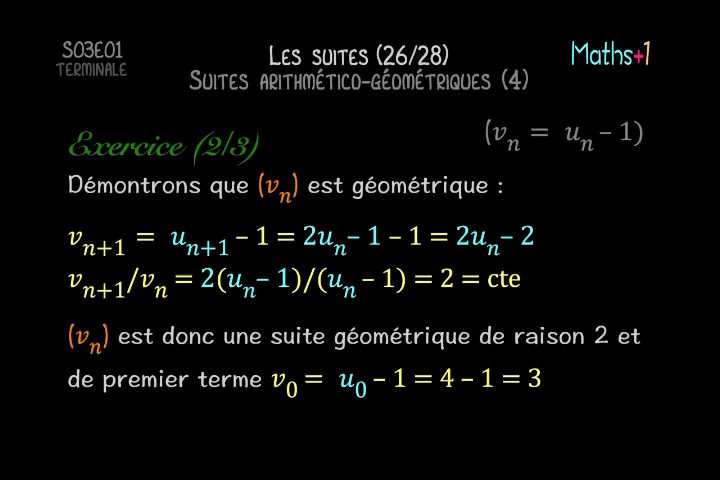 S03E01
TERMINALE
LES SUITES (26/28)
SUITES ARITHMÉTICO-GÉOMÉTRIQUES (4)
Maths+1
Exercice (2/3)
(vₙ = uₙ – 1)
Démontrons que (vₙ) est géométrique :
vₙ₊₁ = uₙ₊₁ – 1 = 2uₙ – 1 – 1 = 2uₙ – 2
vₙ₊₁/vₙ = 2(uₙ – 1)/(uₙ – 1) = 2 = cte
(vₙ) est donc une suite géométrique de raison 2 et
de premier terme v₀ = u₀ – 1 = 4 – 1 = 3